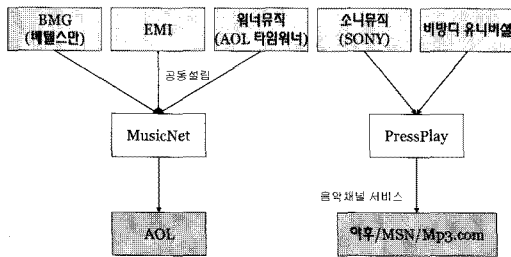 BMG
(베텔스만)
EMI
워너뮤직
(AOL 타임워너)
소니뮤직
(SONY)
비방디 유니버설
공동설립
MusicNet
PressPlay
음악채널 서비스
AOL
야후/MSN/Mp3.com